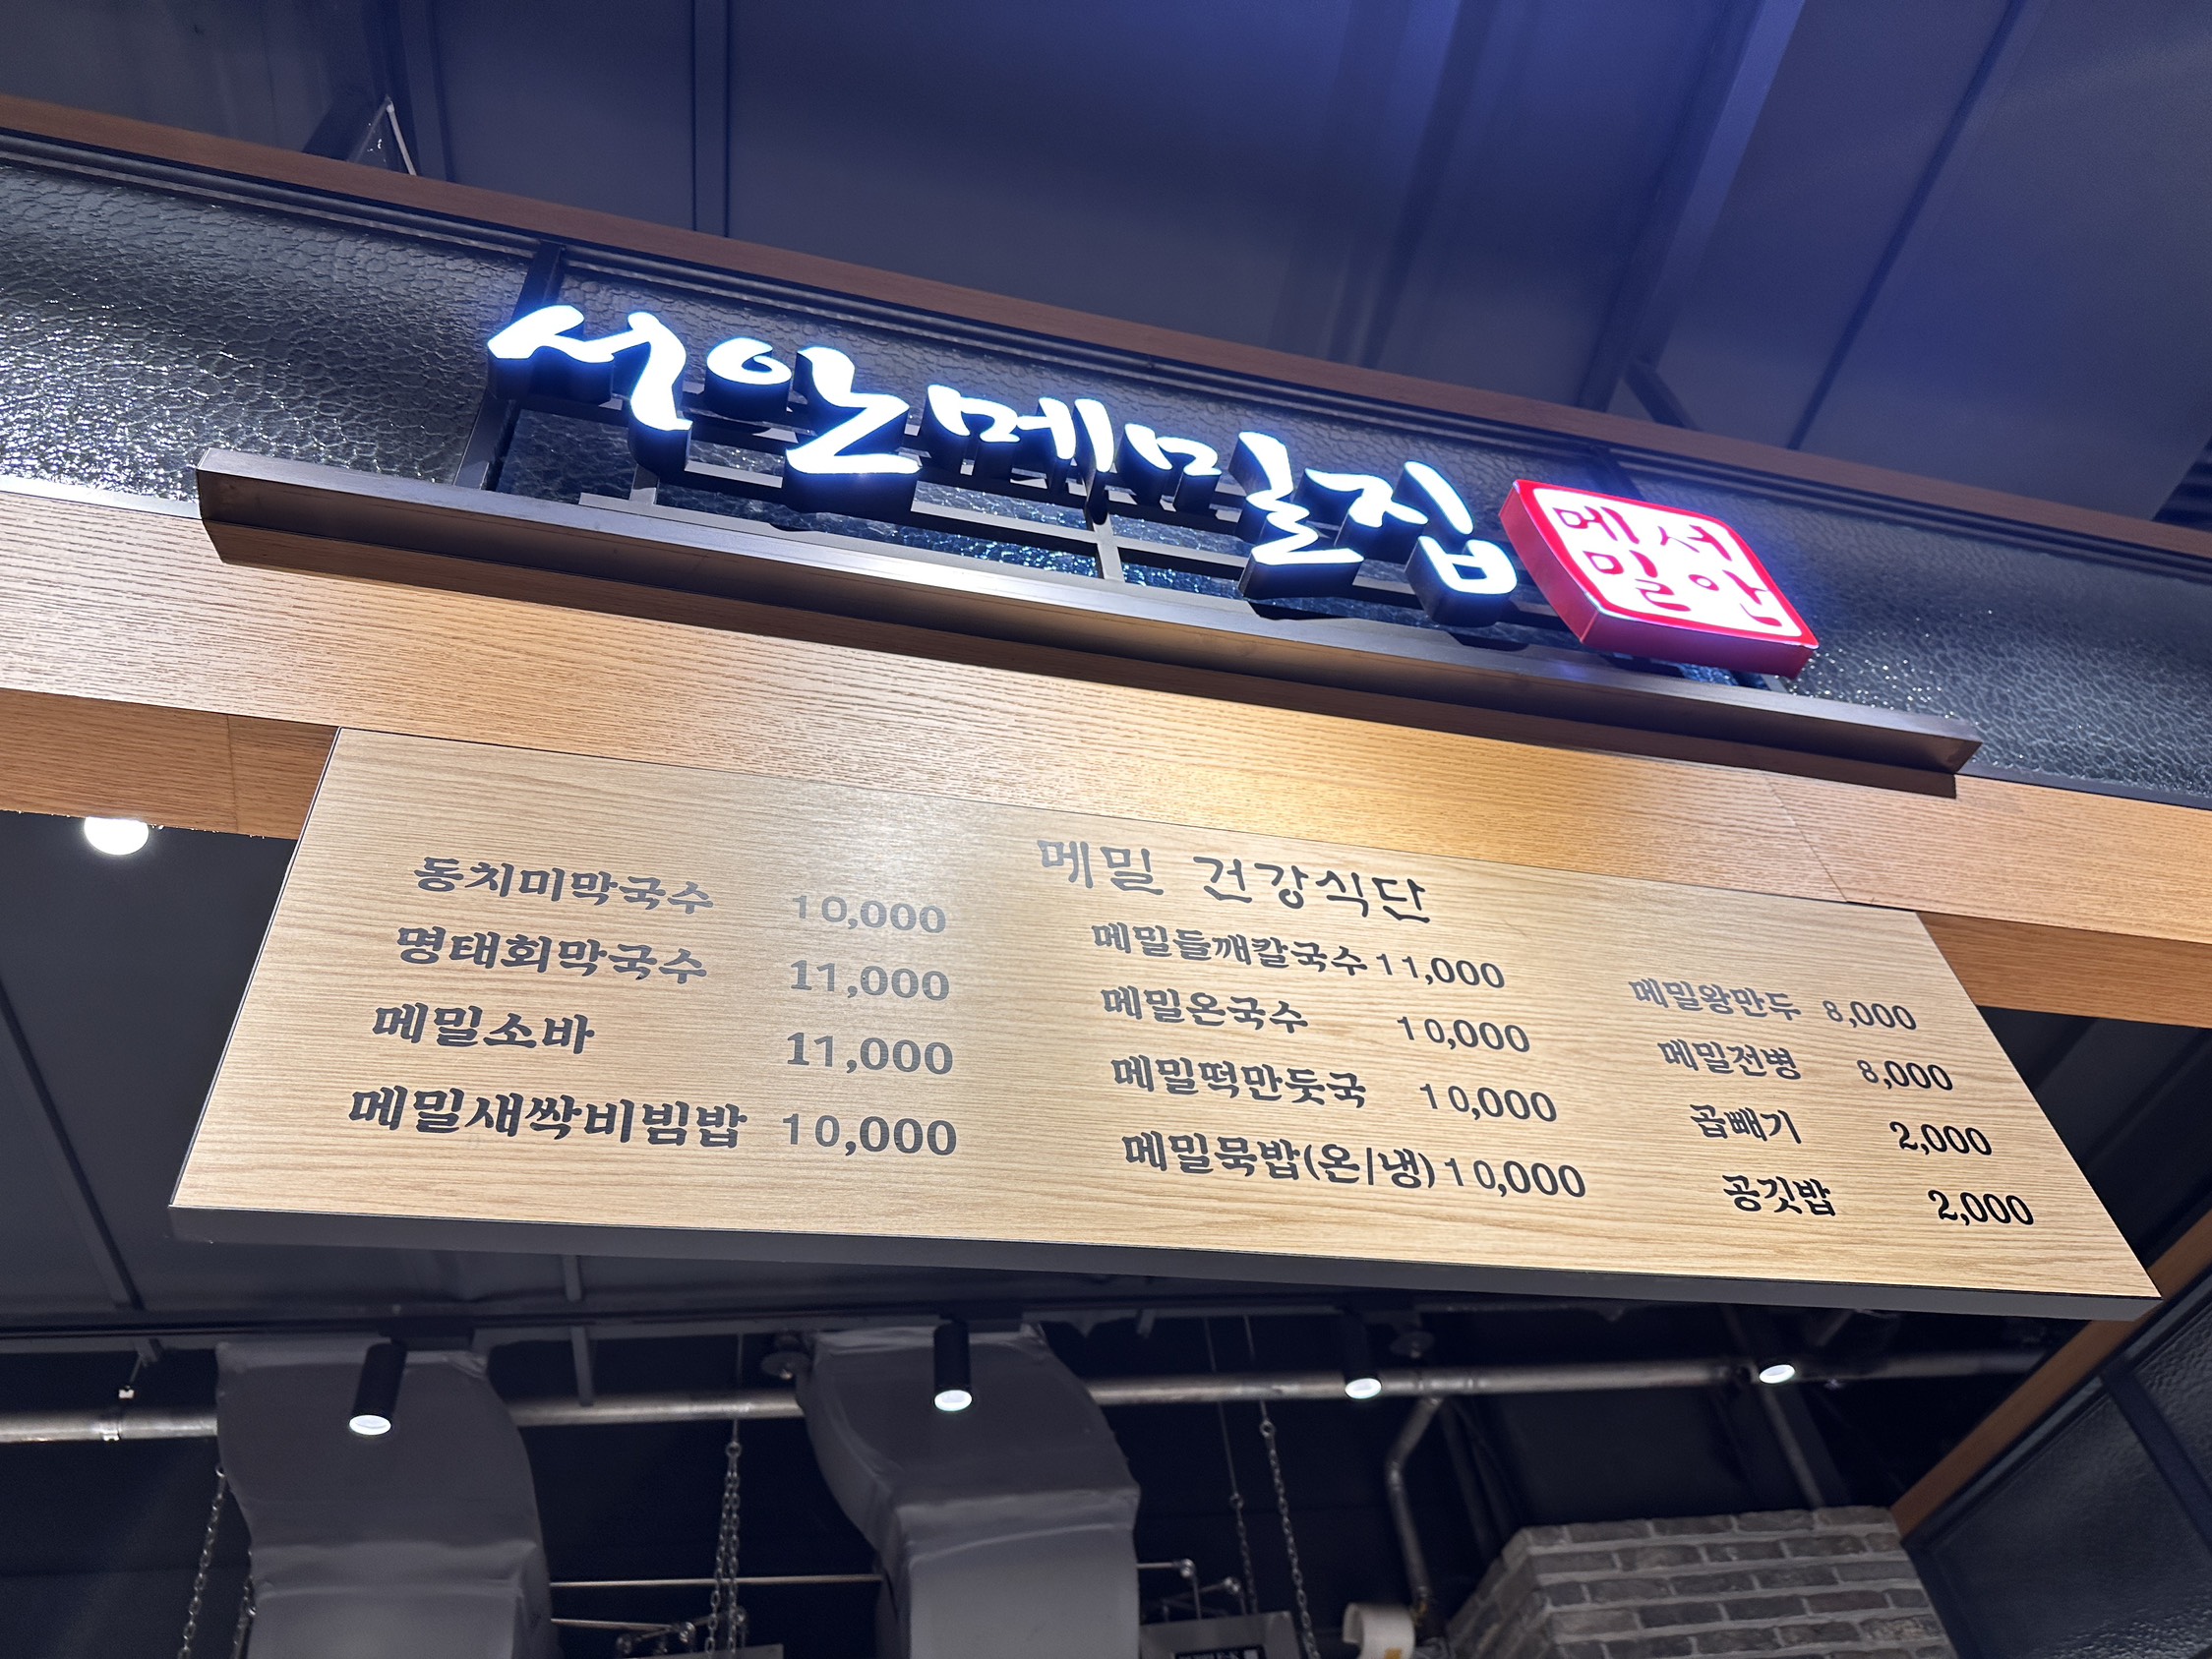 서안메밀집
서안
메밀
메밀 건강식단
동치미막국수 10,000
명태회막국수 11,000
메밀소바 11,000
메밀새싹비빔밥 10,000
메밀들깨칼국수 11,000
메밀온국수 10,000
메밀떡만둣국 10,000
메밀묵밥(온/냉) 10,000
메밀왕만두 8,000
메밀전병 8,000
곱빼기 2,000
공깃밥 2,000